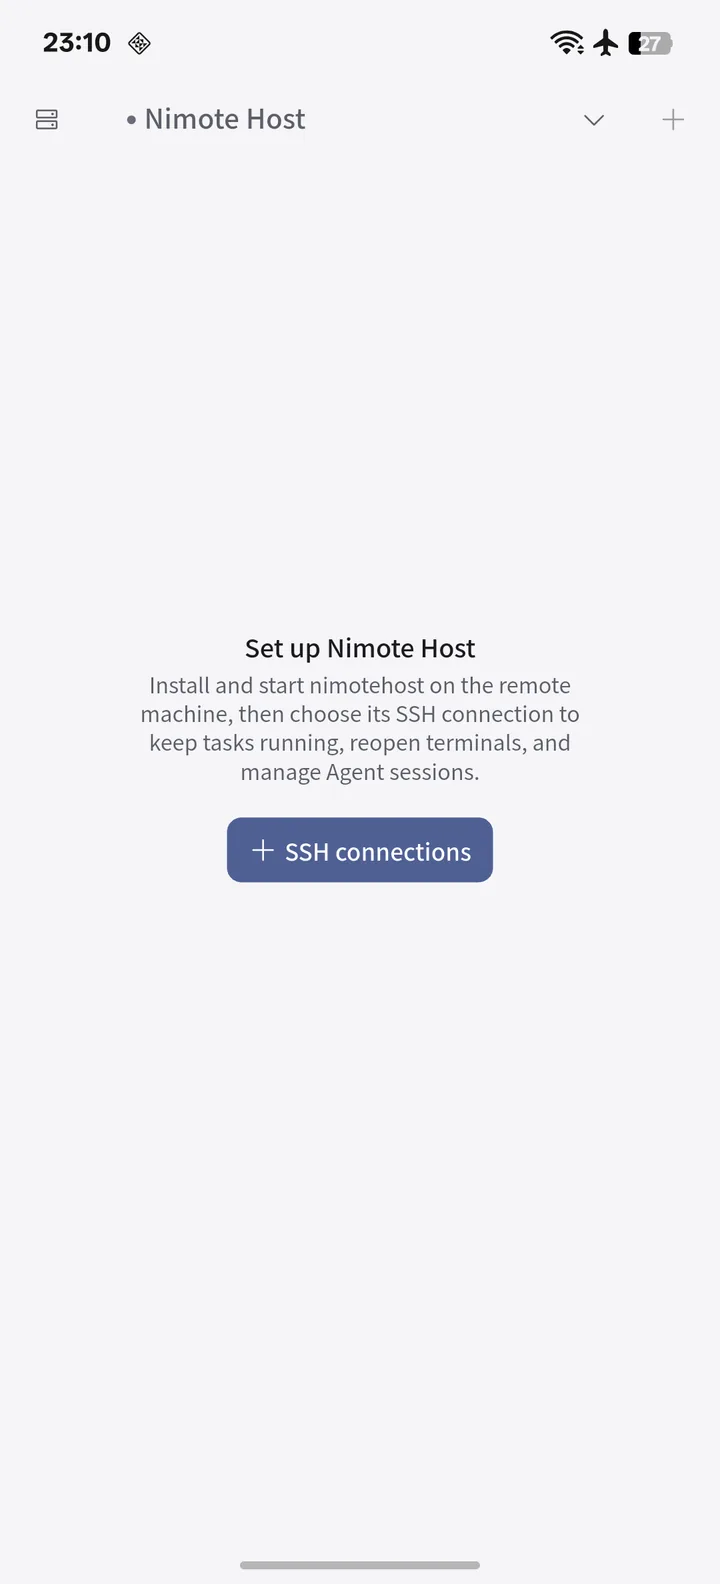 23:10
27
• Nimote Host
Set up Nimote Host
Install and start nimotehost on the remote
machine, then choose its SSH connection to
keep tasks running, reopen terminals, and
manage Agent sessions.
SSH connections